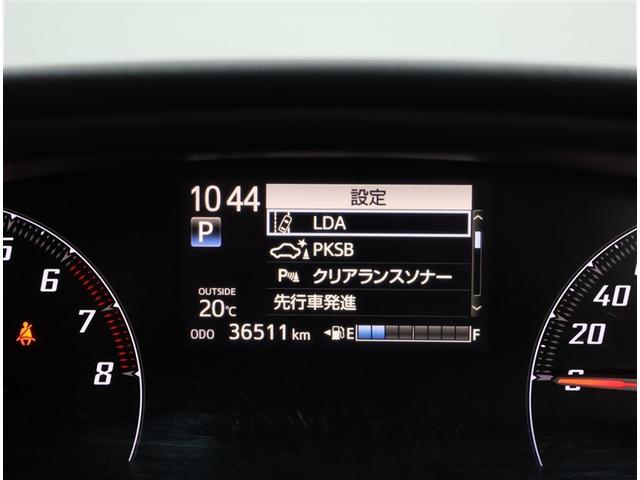 10 44
設定
LDA
P
PKSB
P クリアランスソナー
OUTSIDE
20℃
先行車発進
ODO 36511 km
E F
5
6
7
8
40
20
0